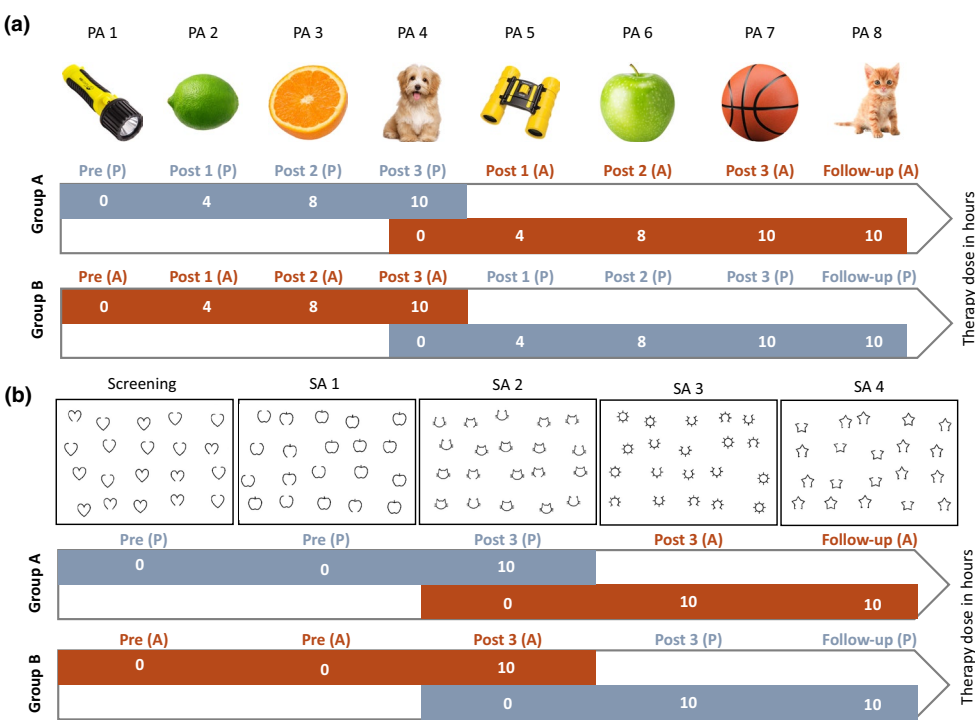 (a)
PA 1 PA 2 PA 3 PA 4 PA 5 PA 6 PA 7 PA 8
Group A
Pre (P) Post 1 (P) Post 2 (P) Post 3 (P) Post 1 (A) Post 2 (A) Post 3 (A) Follow-up (A)
0 4 8 10
0 4 8 10 10
Group B
Pre (A) Post 1 (A) Post 2 (A) Post 3 (A) Post 1 (P) Post 2 (P) Post 3 (P) Follow-up (P)
0 4 8 10
0 4 8 10 10
Therapy dose in hours
(b)
Screening SA 1 SA 2 SA 3 SA 4
Group A
Pre (P) Pre (P) Post 3 (P) Post 3 (A) Follow-up (A)
0 0 10
0 10 10
Group B
Pre (A) Pre (A) Post 3 (A) Post 3 (P) Follow-up (P)
0 0 10
0 10 10
Therapy dose in hours